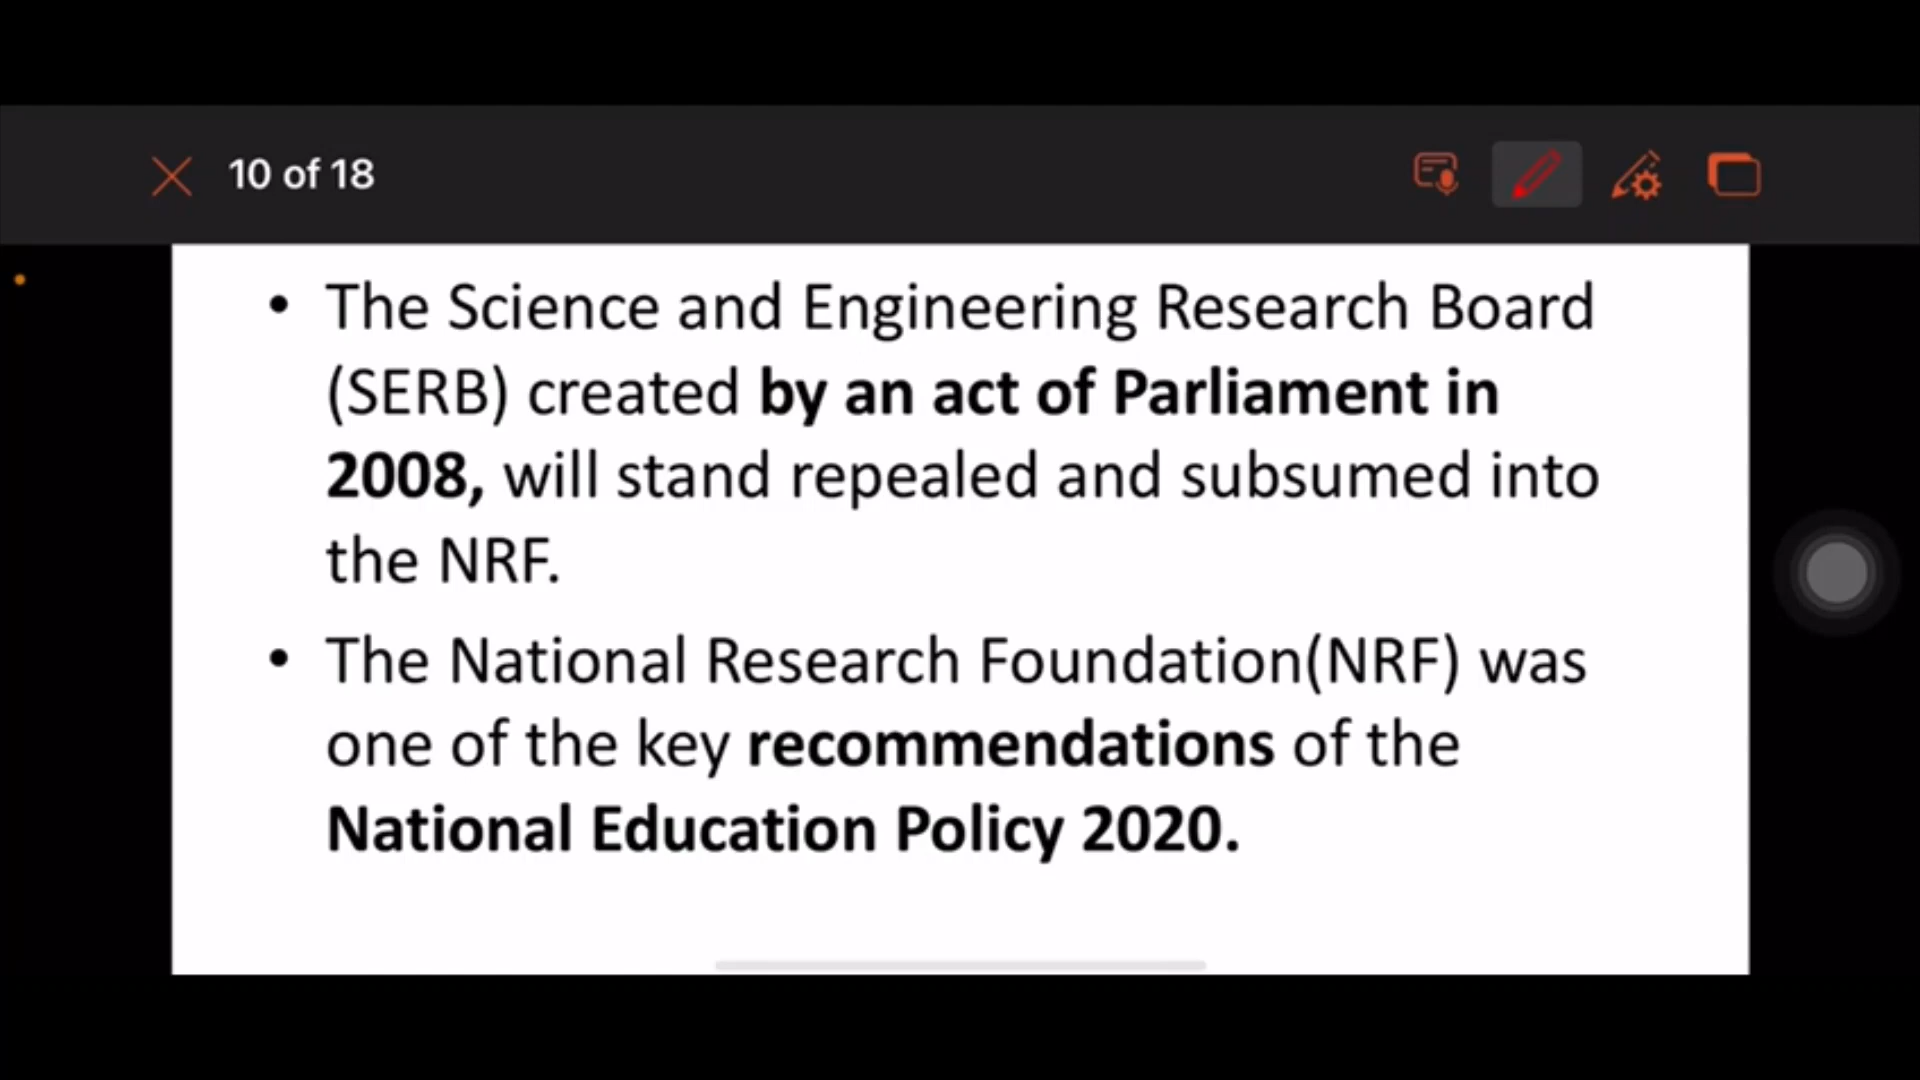 10 of 18
• The Science and Engineering Research Board
(SERB) created by an act of Parliament in
2008, will stand repealed and subsumed into
the NRF.
• The National Research Foundation(NRF) was
one of the key recommendations of the
National Education Policy 2020.